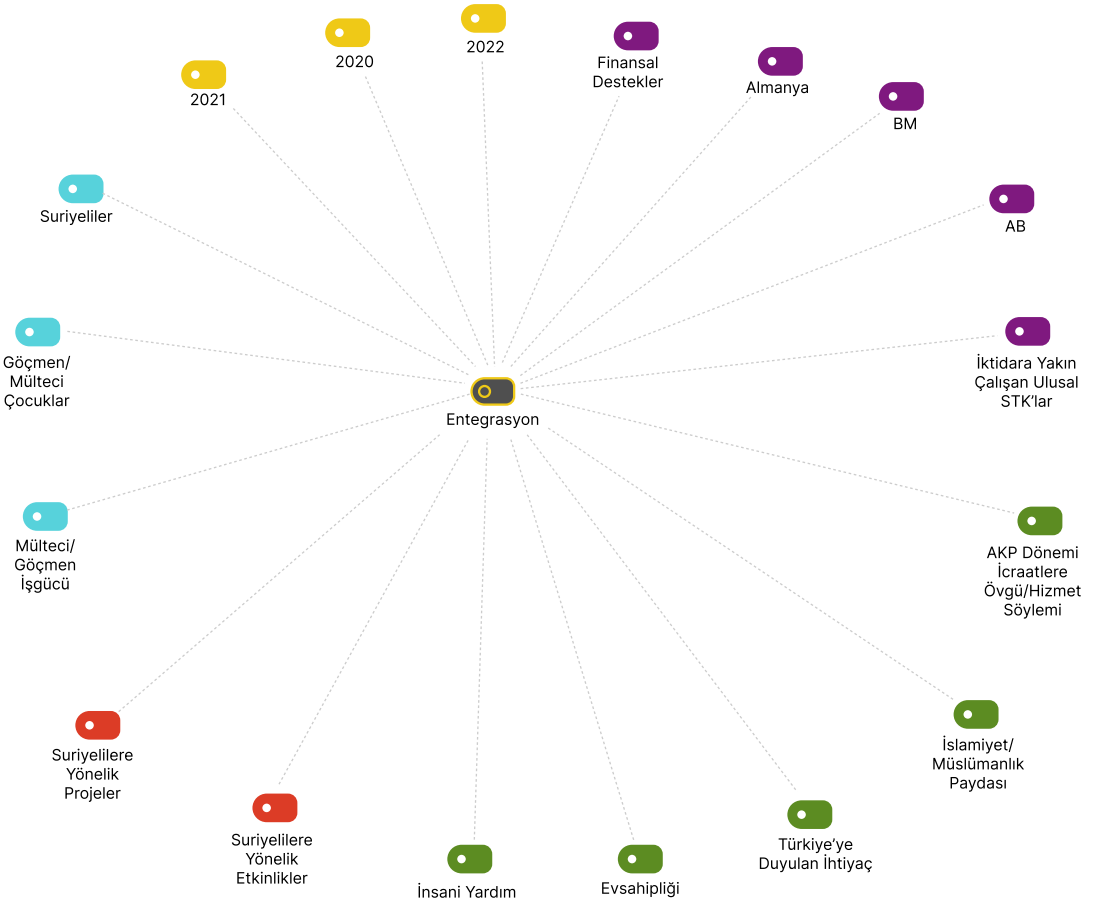 2022
2020
2021
Finansal
Destekler
Almanya
BM
AB
Suriyeliler
Göçmen/
Mülteci
Çocuklar
İktidara Yakın
Çalışan Ulusal
STK’lar
Entegrasyon
Mülteci/
Göçmen
İşgücü
AKP Dönemi
İcraatlere
Övgü/Hizmet
Söylemi
Suriyelilere
Yönelik
Projeler
İslamiyet/
Müslümanlık
Paydası
Suriyelilere
Yönelik
Etkinlikler
İnsani Yardım
Evsahipliği
Türkiye’ye
Duyulan İhtiyaç